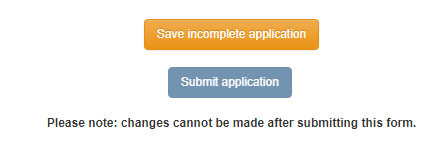 Save incomplete application
Submit application
Please note: changes cannot be made after submitting this form.